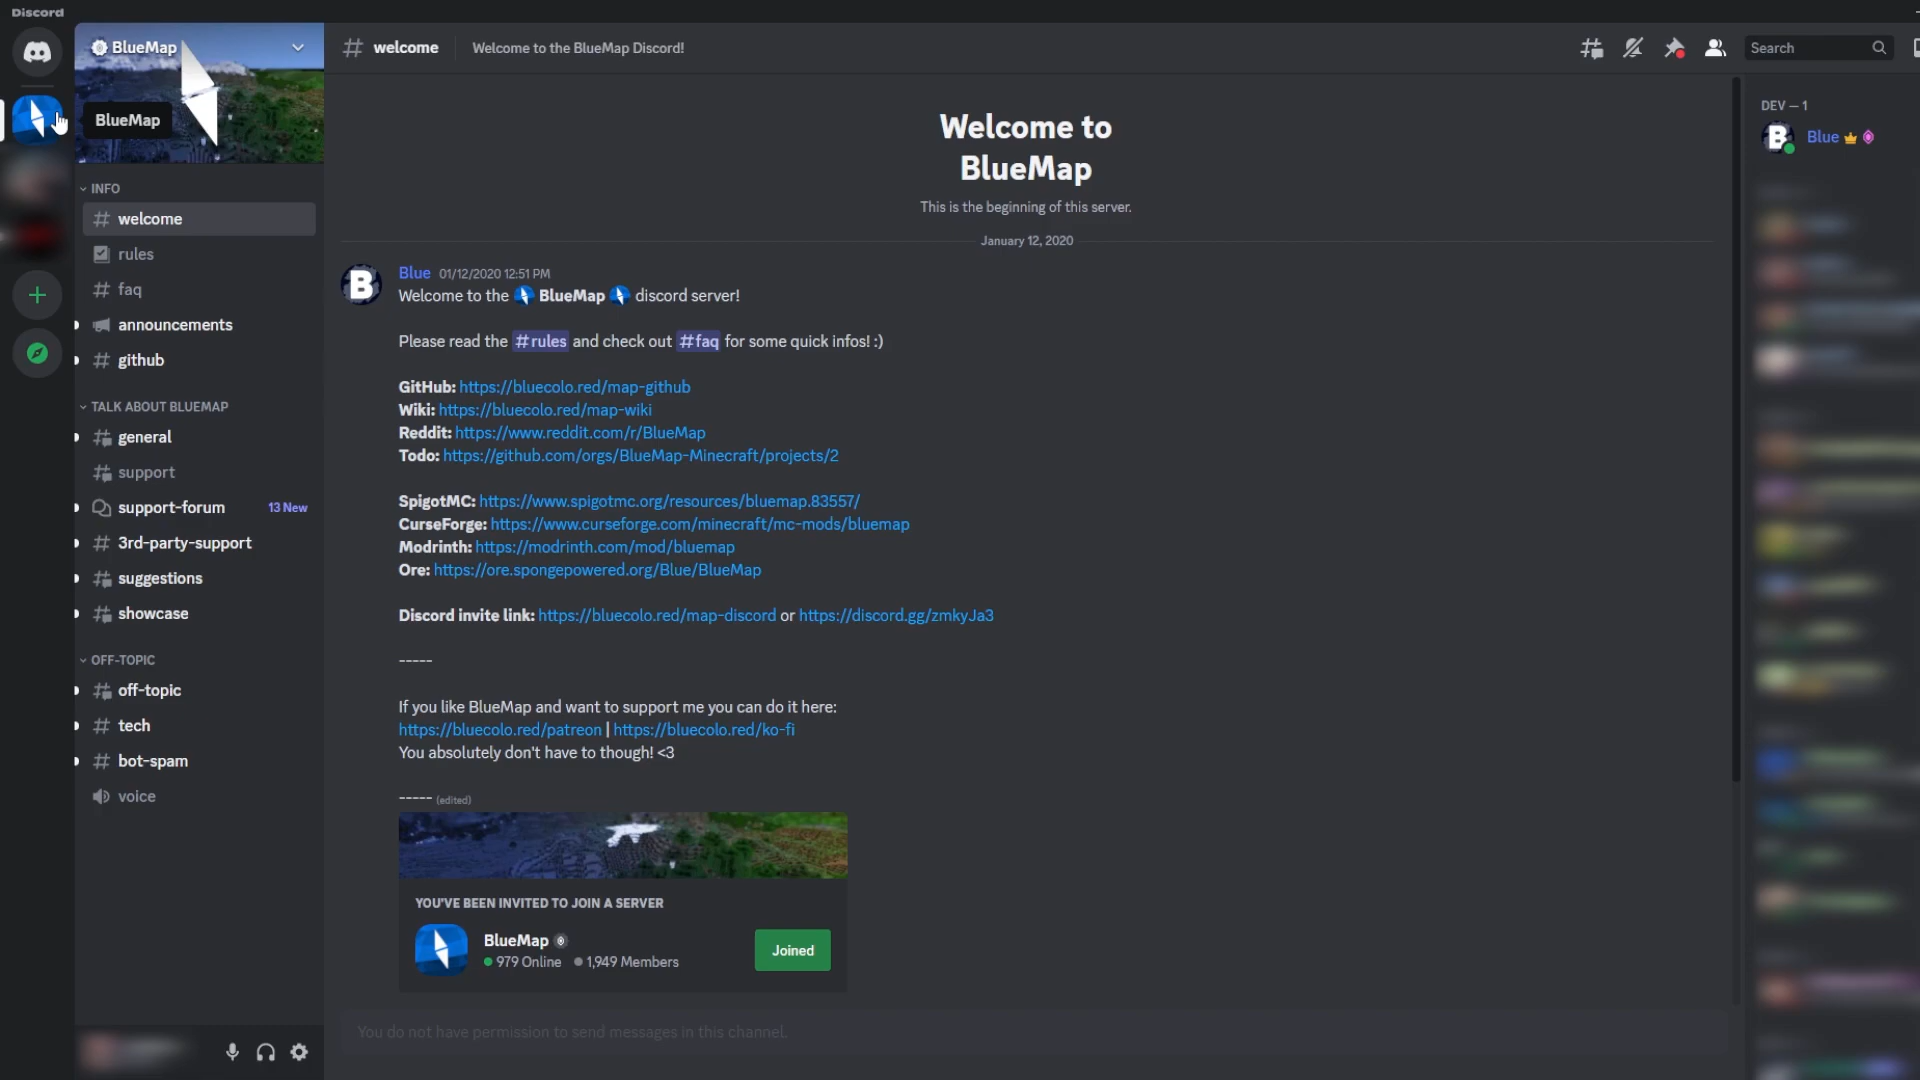 Discord
BlueMap
BlueMap
INFO
welcome
rules
faq
announcements
github
TALK ABOUT BLUEMAP
general
support
support-forum 13 New
3rd-party-support
suggestions
showcase
OFF-TOPIC
off-topic
tech
bot-spam
voice
welcome Welcome to the BlueMap Discord!
Search
Welcome to
BlueMap
This is the beginning of this server.
January 12, 2020
Blue 01/12/2020 12:51 PM
Welcome to the BlueMap discord server!
Please read the #rules and check out #faq for some quick infos! :)
GitHub: https://bluecolo.red/map-github
Wiki: https://bluecolo.red/map-wiki
Reddit: https://www.reddit.com/r/BlueMap
Todo: https://github.com/orgs/BlueMap-Minecraft/projects/2
SpigotMC: https://www.spigotmc.org/resources/bluemap.83557/
CurseForge: https://www.curseforge.com/minecraft/mc-mods/bluemap
Modrinth: https://modrinth.com/mod/bluemap
Ore: https://ore.spongepowered.org/Blue/BlueMap
Discord invite link: https://bluecolo.red/map-discord or https://discord.gg/zmkyJa3
-----
If you like BlueMap and want to support me you can do it here:
https://bluecolo.red/patreon | https://bluecolo.red/ko-fi
You absolutely don't have to though! <3
----- (edited)
YOU'VE BEEN INVITED TO JOIN A SERVER
BlueMap
979 Online 1,949 Members
Joined
You do not have permission to send messages in this channel.
DEV — 1
Blue